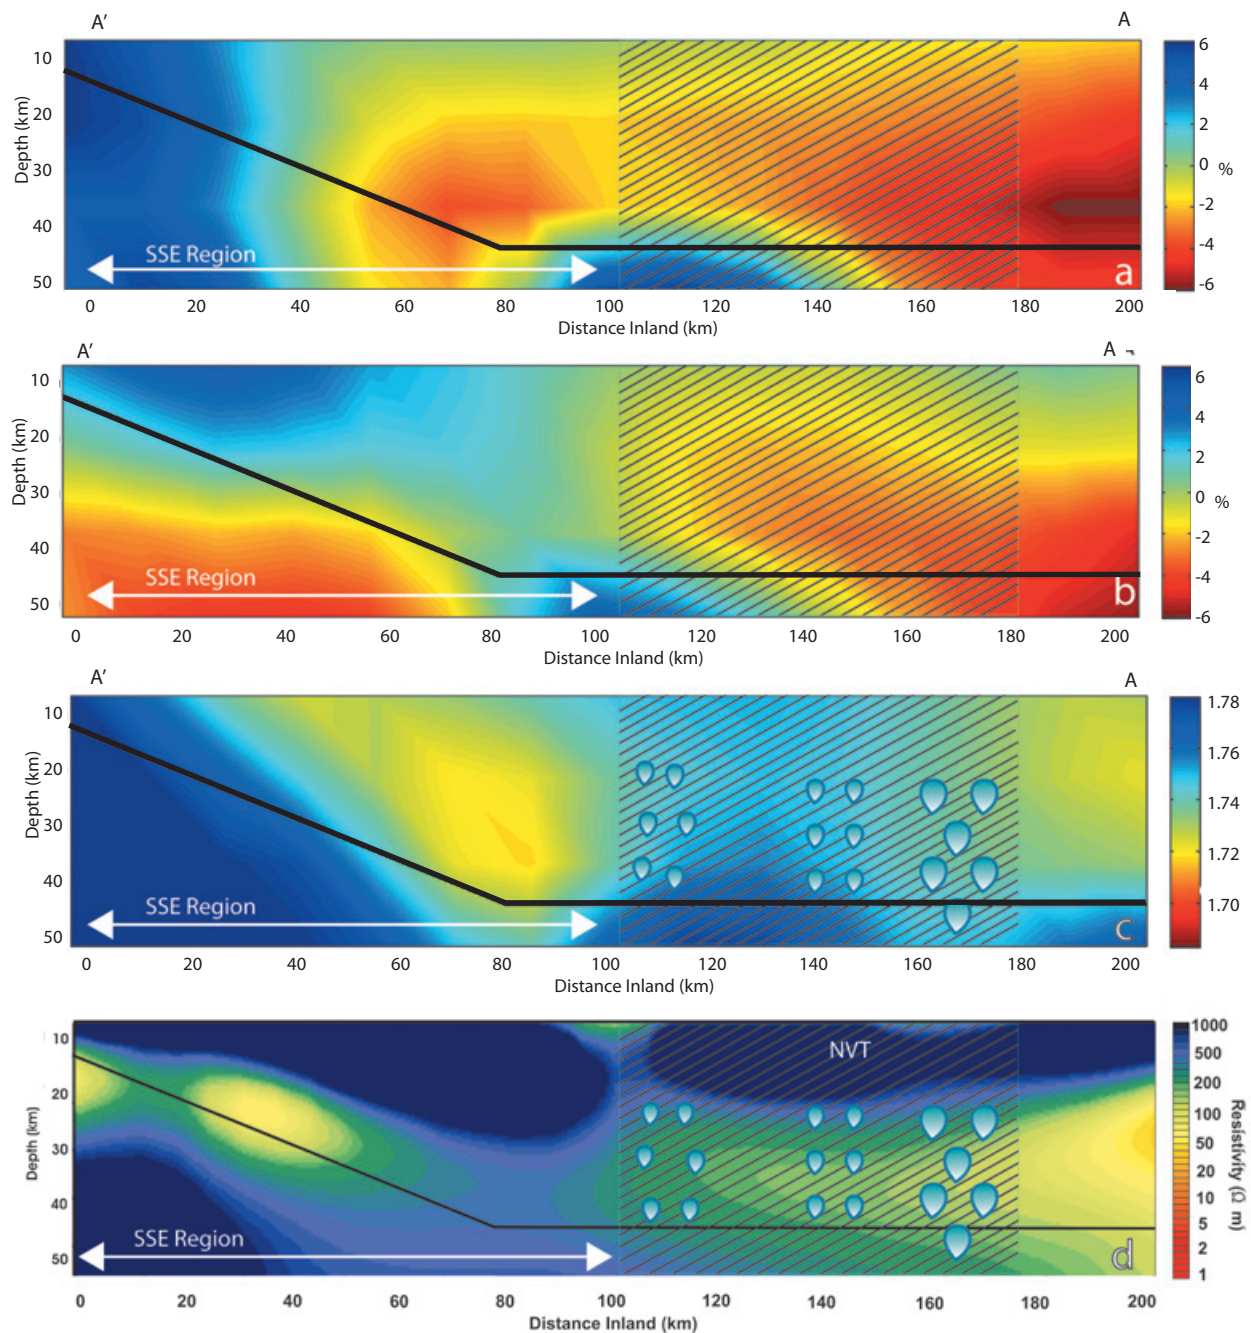 A' A
10
20
30
40
50
Depth (km)
SSE Region
a
0 20 40 60 80 100 120 140 160 180 200
Distance Inland (km)
6
4
2
0
-2
-4
-6
%
A' A
10
20
30
40
50
Depth (km)
SSE Region
b
0 20 40 60 80 100 120 140 160 180 200
Distance Inland (km)
6
4
2
0
-2
-4
-6
%
A' A
10
20
30
40
50
Depth (km)
SSE Region
c
0 20 40 60 80 100 120 140 160 180 200
Distance Inland (km)
1.78
1.76
1.74
1.72
1.70
10
20
30
40
50
Depth (km)
NVT
SSE Region
d
0 20 40 60 80 100 120 140 160 180 200
Distance Inland (km)
1000
500
200
100
50
20
10
5
2
1
Resistivity (Ω m)